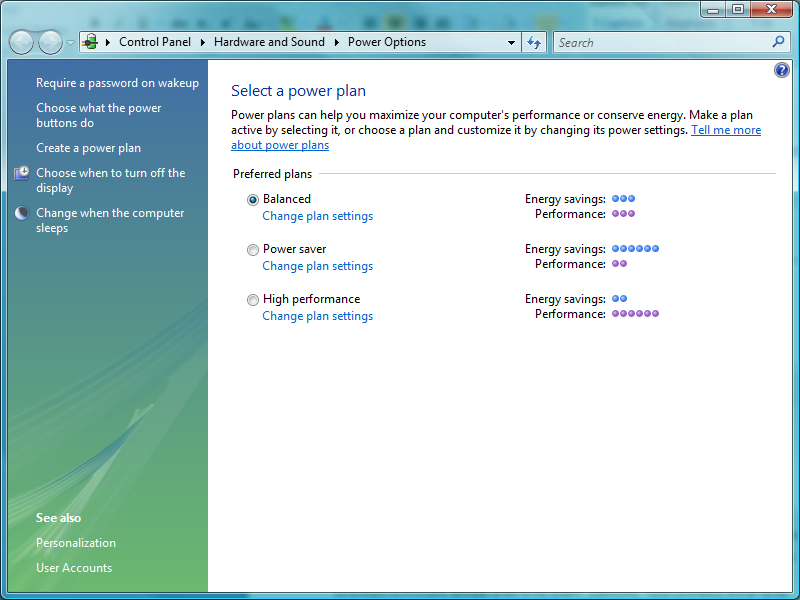 Control Panel Hardware and Sound Power Options Search
Require a password on wakeup
Choose what the power
buttons do
Create a power plan
Choose when to turn off the
display
Change when the computer
sleeps
See also
Personalization
User Accounts
Select a power plan
Power plans can help you maximize your computer's performance or conserve energy. Make a plan
active by selecting it, or choose a plan and customize it by changing its power settings. Tell me more
about power plans
Preferred plans
Balanced Energy savings:
Change plan settings Performance:
Power saver Energy savings:
Change plan settings Performance:
High performance Energy savings:
Change plan settings Performance: